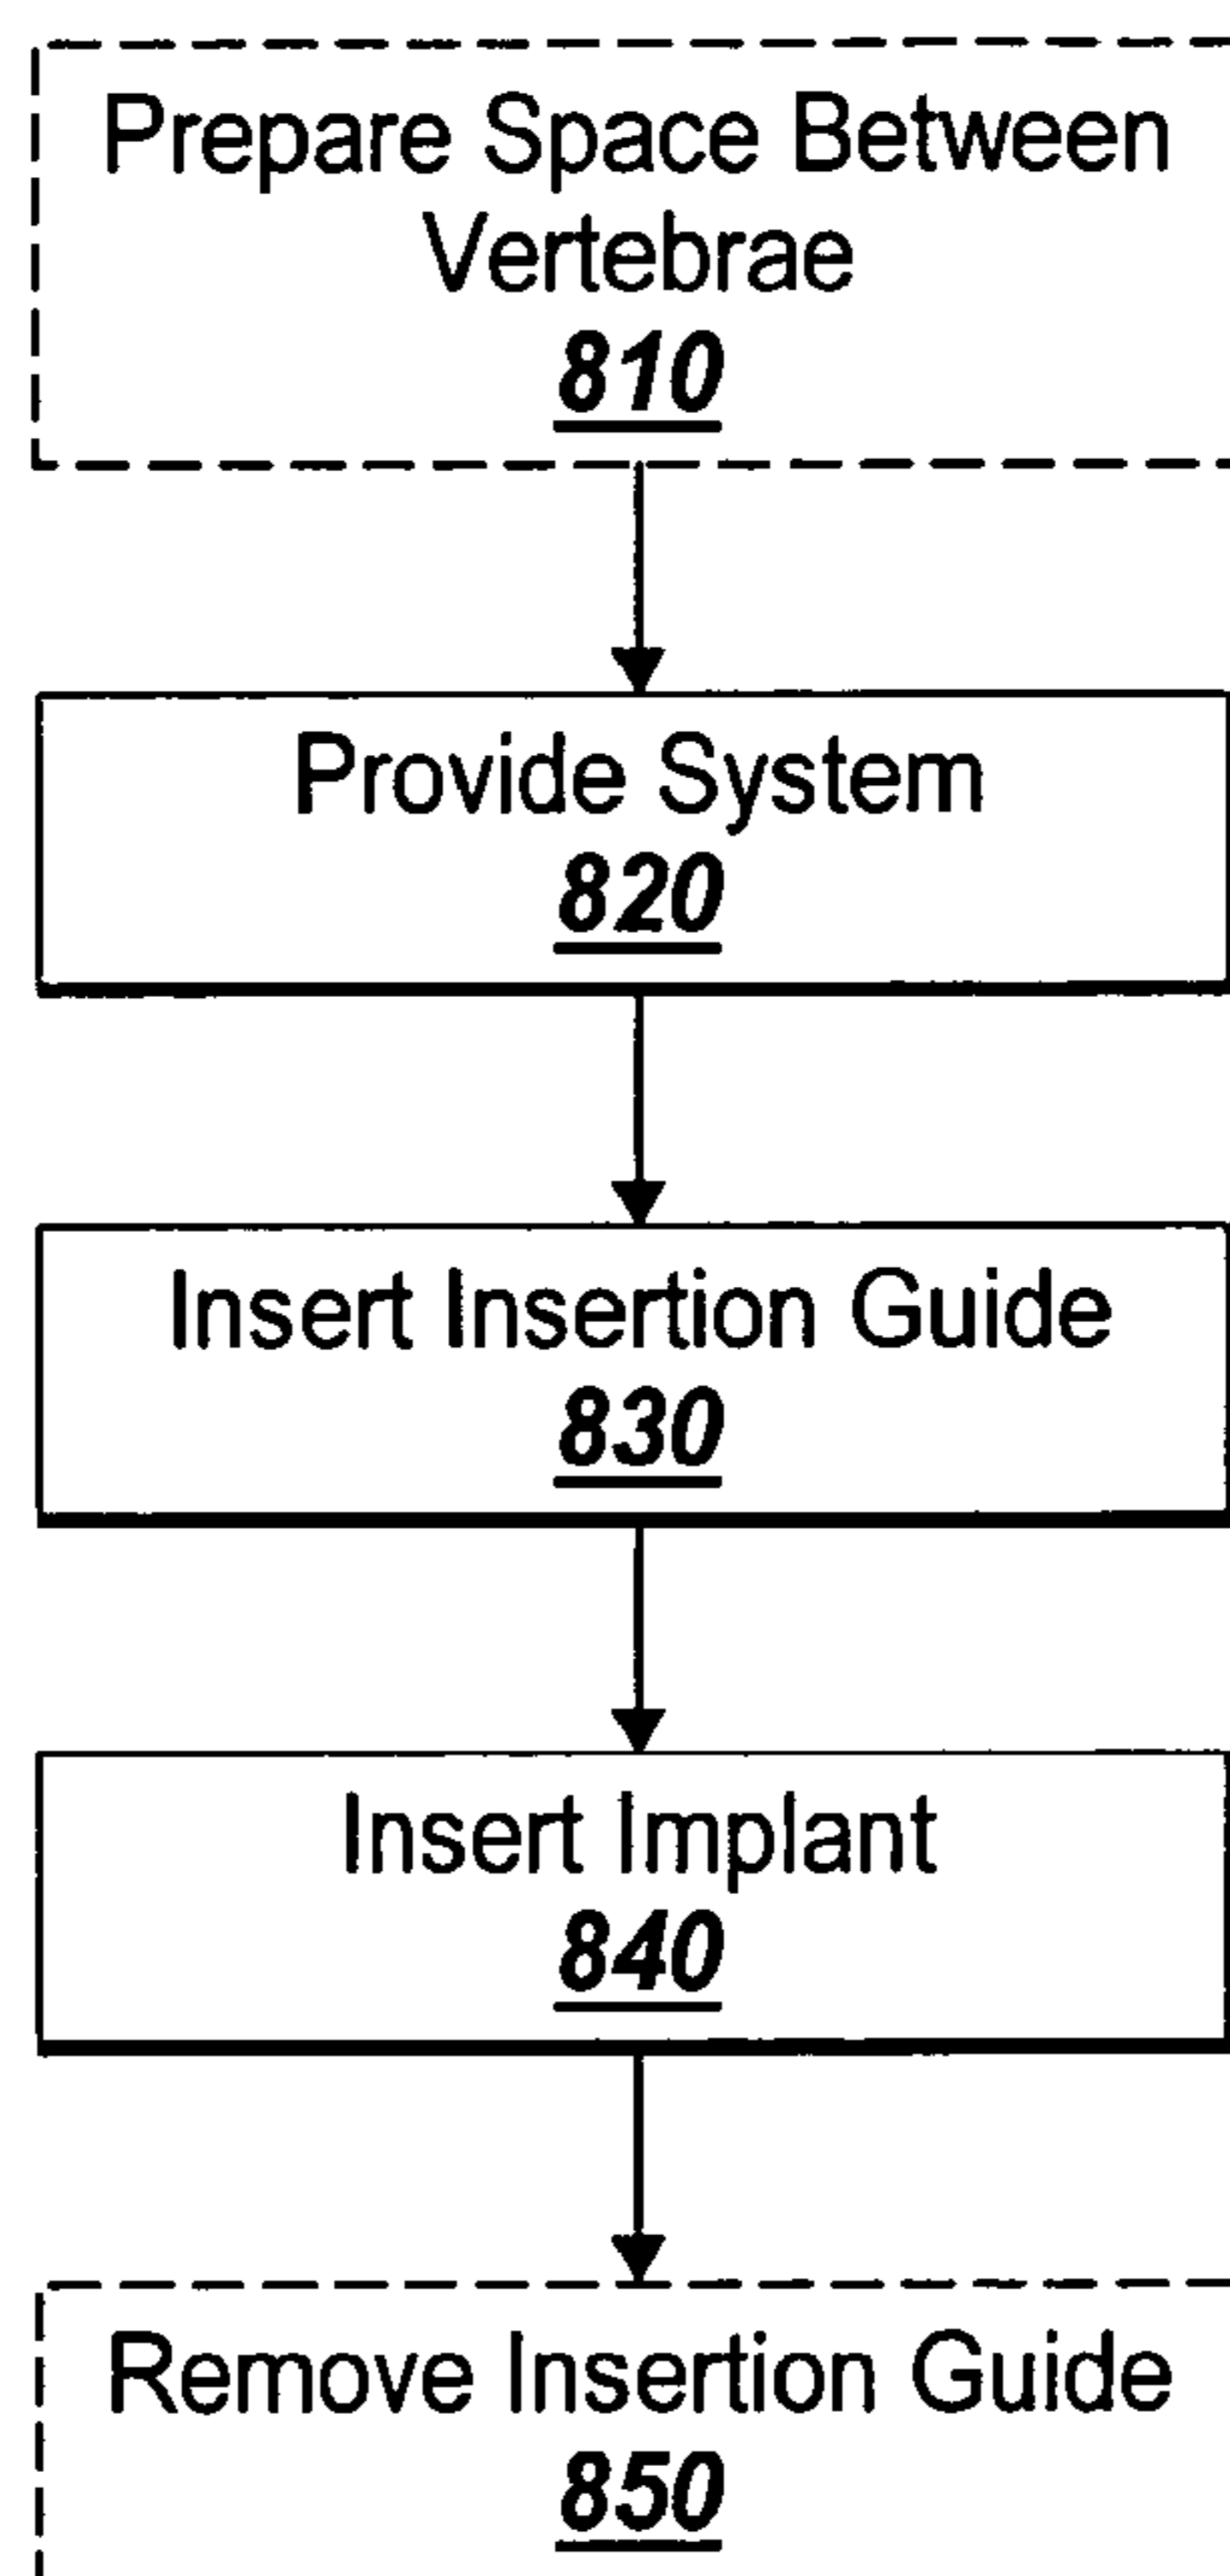 Prepare Space Between
Vertebrae
810
Provide System
820
Insert Insertion Guide
830
Insert Implant
840
Remove Insertion Guide
850